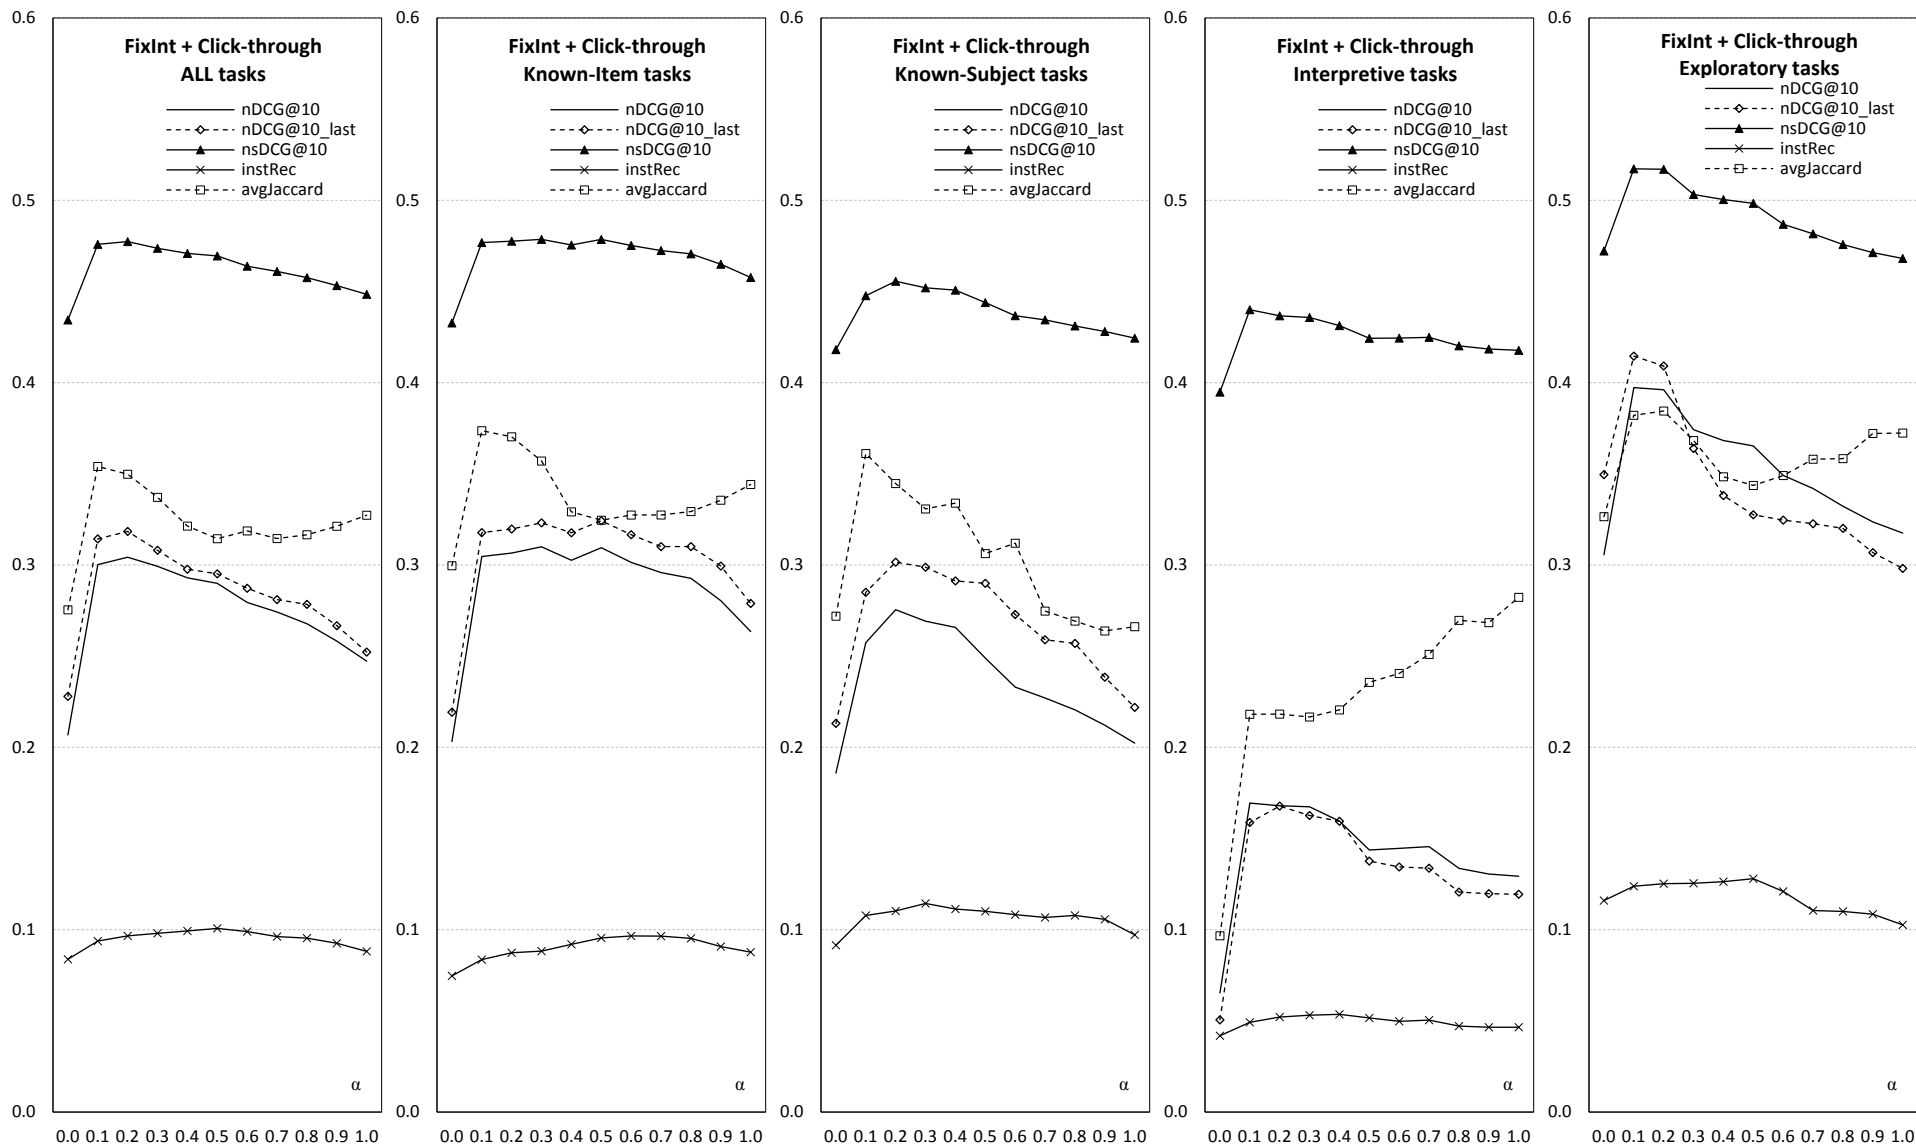 0.6
0.5
0.4
0.3
0.2
0.1
0.0
FixInt + Click-through
ALL tasks
nDCG@10
nDCG@10_last
nsDCG@10
instRec
avgJaccard
α
0.0 0.1 0.2 0.3 0.4 0.5 0.6 0.7 0.8 0.9 1.0
0.6
0.5
0.4
0.3
0.2
0.1
0.0
FixInt + Click-through
Known-Item tasks
nDCG@10
nDCG@10_last
nsDCG@10
instRec
avgJaccard
α
0.0 0.1 0.2 0.3 0.4 0.5 0.6 0.7 0.8 0.9 1.0
0.6
0.5
0.4
0.3
0.2
0.1
0.0
FixInt + Click-through
Known-Subject tasks
nDCG@10
nDCG@10_last
nsDCG@10
instRec
avgJaccard
α
0.0 0.1 0.2 0.3 0.4 0.5 0.6 0.7 0.8 0.9 1.0
0.6
0.5
0.4
0.3
0.2
0.1
0.0
FixInt + Click-through
Interpretive tasks
nDCG@10
nDCG@10_last
nsDCG@10
instRec
avgJaccard
α
0.0 0.1 0.2 0.3 0.4 0.5 0.6 0.7 0.8 0.9 1.0
0.6
0.5
0.4
0.3
0.2
0.1
0.0
FixInt + Click-through
Exploratory tasks
nDCG@10
nDCG@10_last
nsDCG@10
instRec
avgJaccard
α
0.0 0.1 0.2 0.3 0.4 0.5 0.6 0.7 0.8 0.9 1.0